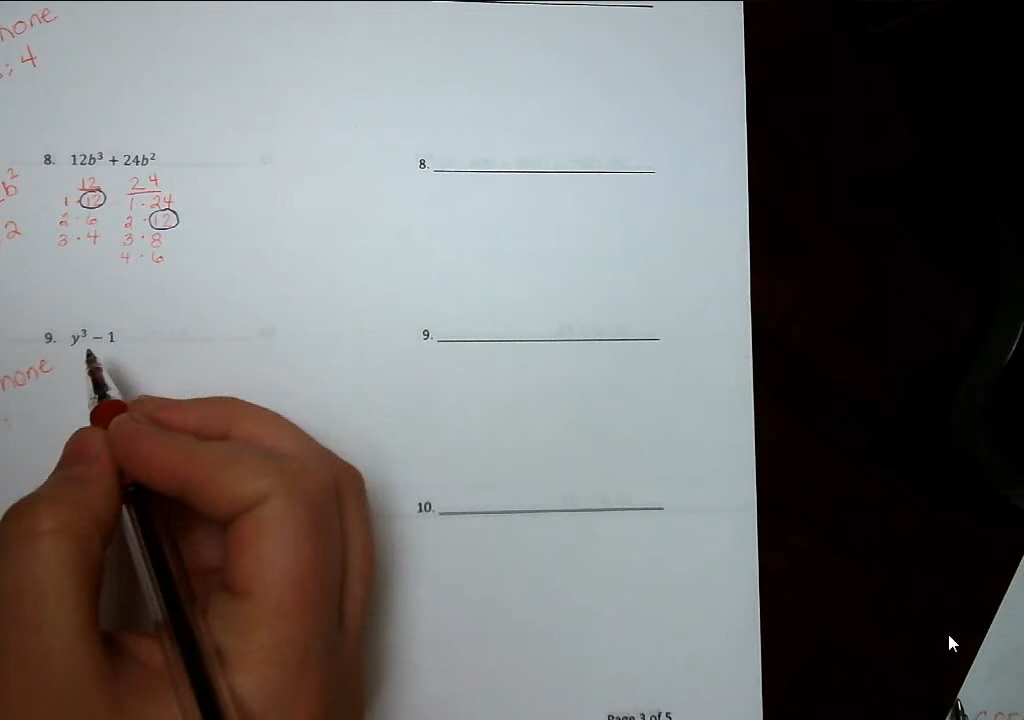 none
; 4
8. 12b³ + 24b²
8.
b²
12 24
1 · 12 1 · 24
2 · 6 2 · 12
2
3 · 4 3 · 8
4 · 6
9. y³ − 1
9.
none
10.
Page 3 of 5